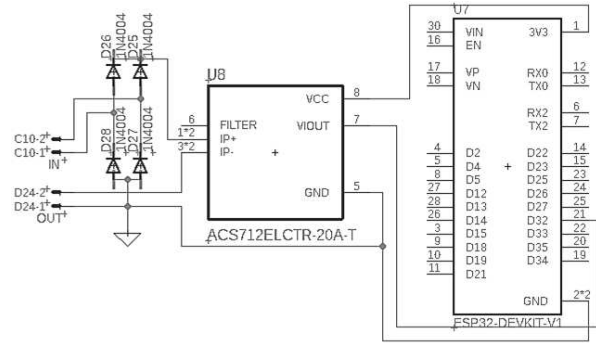 U7
D26
1N4004
D25
1N4004
U8
30 VIN 3V3 1
16 EN
17 VP RX0 12
18 VN TX0 13
RX2 6
TX2 7
VCC 8
6 FILTER VIOUT 7
1*2 IP+
3*2 IP-
GND 5
C10-2
C10-1
IN
D28
1N4004
D27
1N4004
D24-2
D24-1
OUT
ACS712ELCTR-20A-T
4 D2 D22 14
5 D4 D23 15
8 D5 D25 23
27 D12 D26 24
28 D13 D27 25
26 D14 D32 21
3 D15 D33 22
9 D18 D35 20
10 D19 D34 19
11 D21
GND 2*2
ESP32-DEVKIT-V1